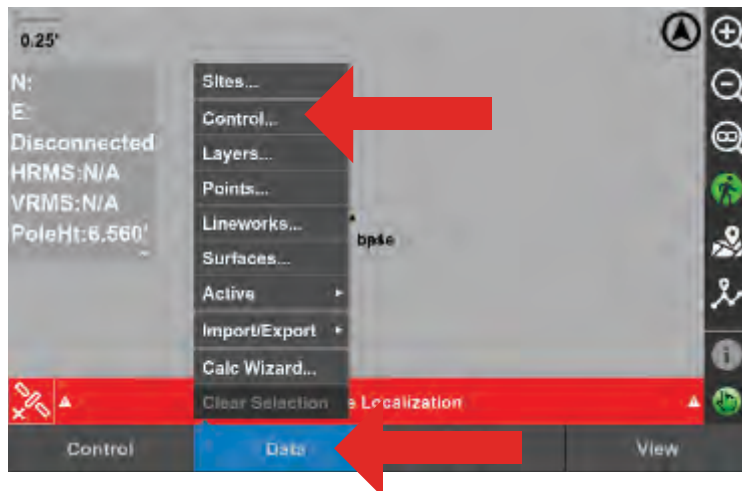 0.25'
N:
E:
Disconnected
HRMS:N/A
VRMS:N/A
PoleHt:6.560'
Sites...
Control...
Layers...
Points...
Lineworks...
Surfaces...
Active
Import/Export
Calc Wizard...
Clear Selection
Localization
Control
Data
View